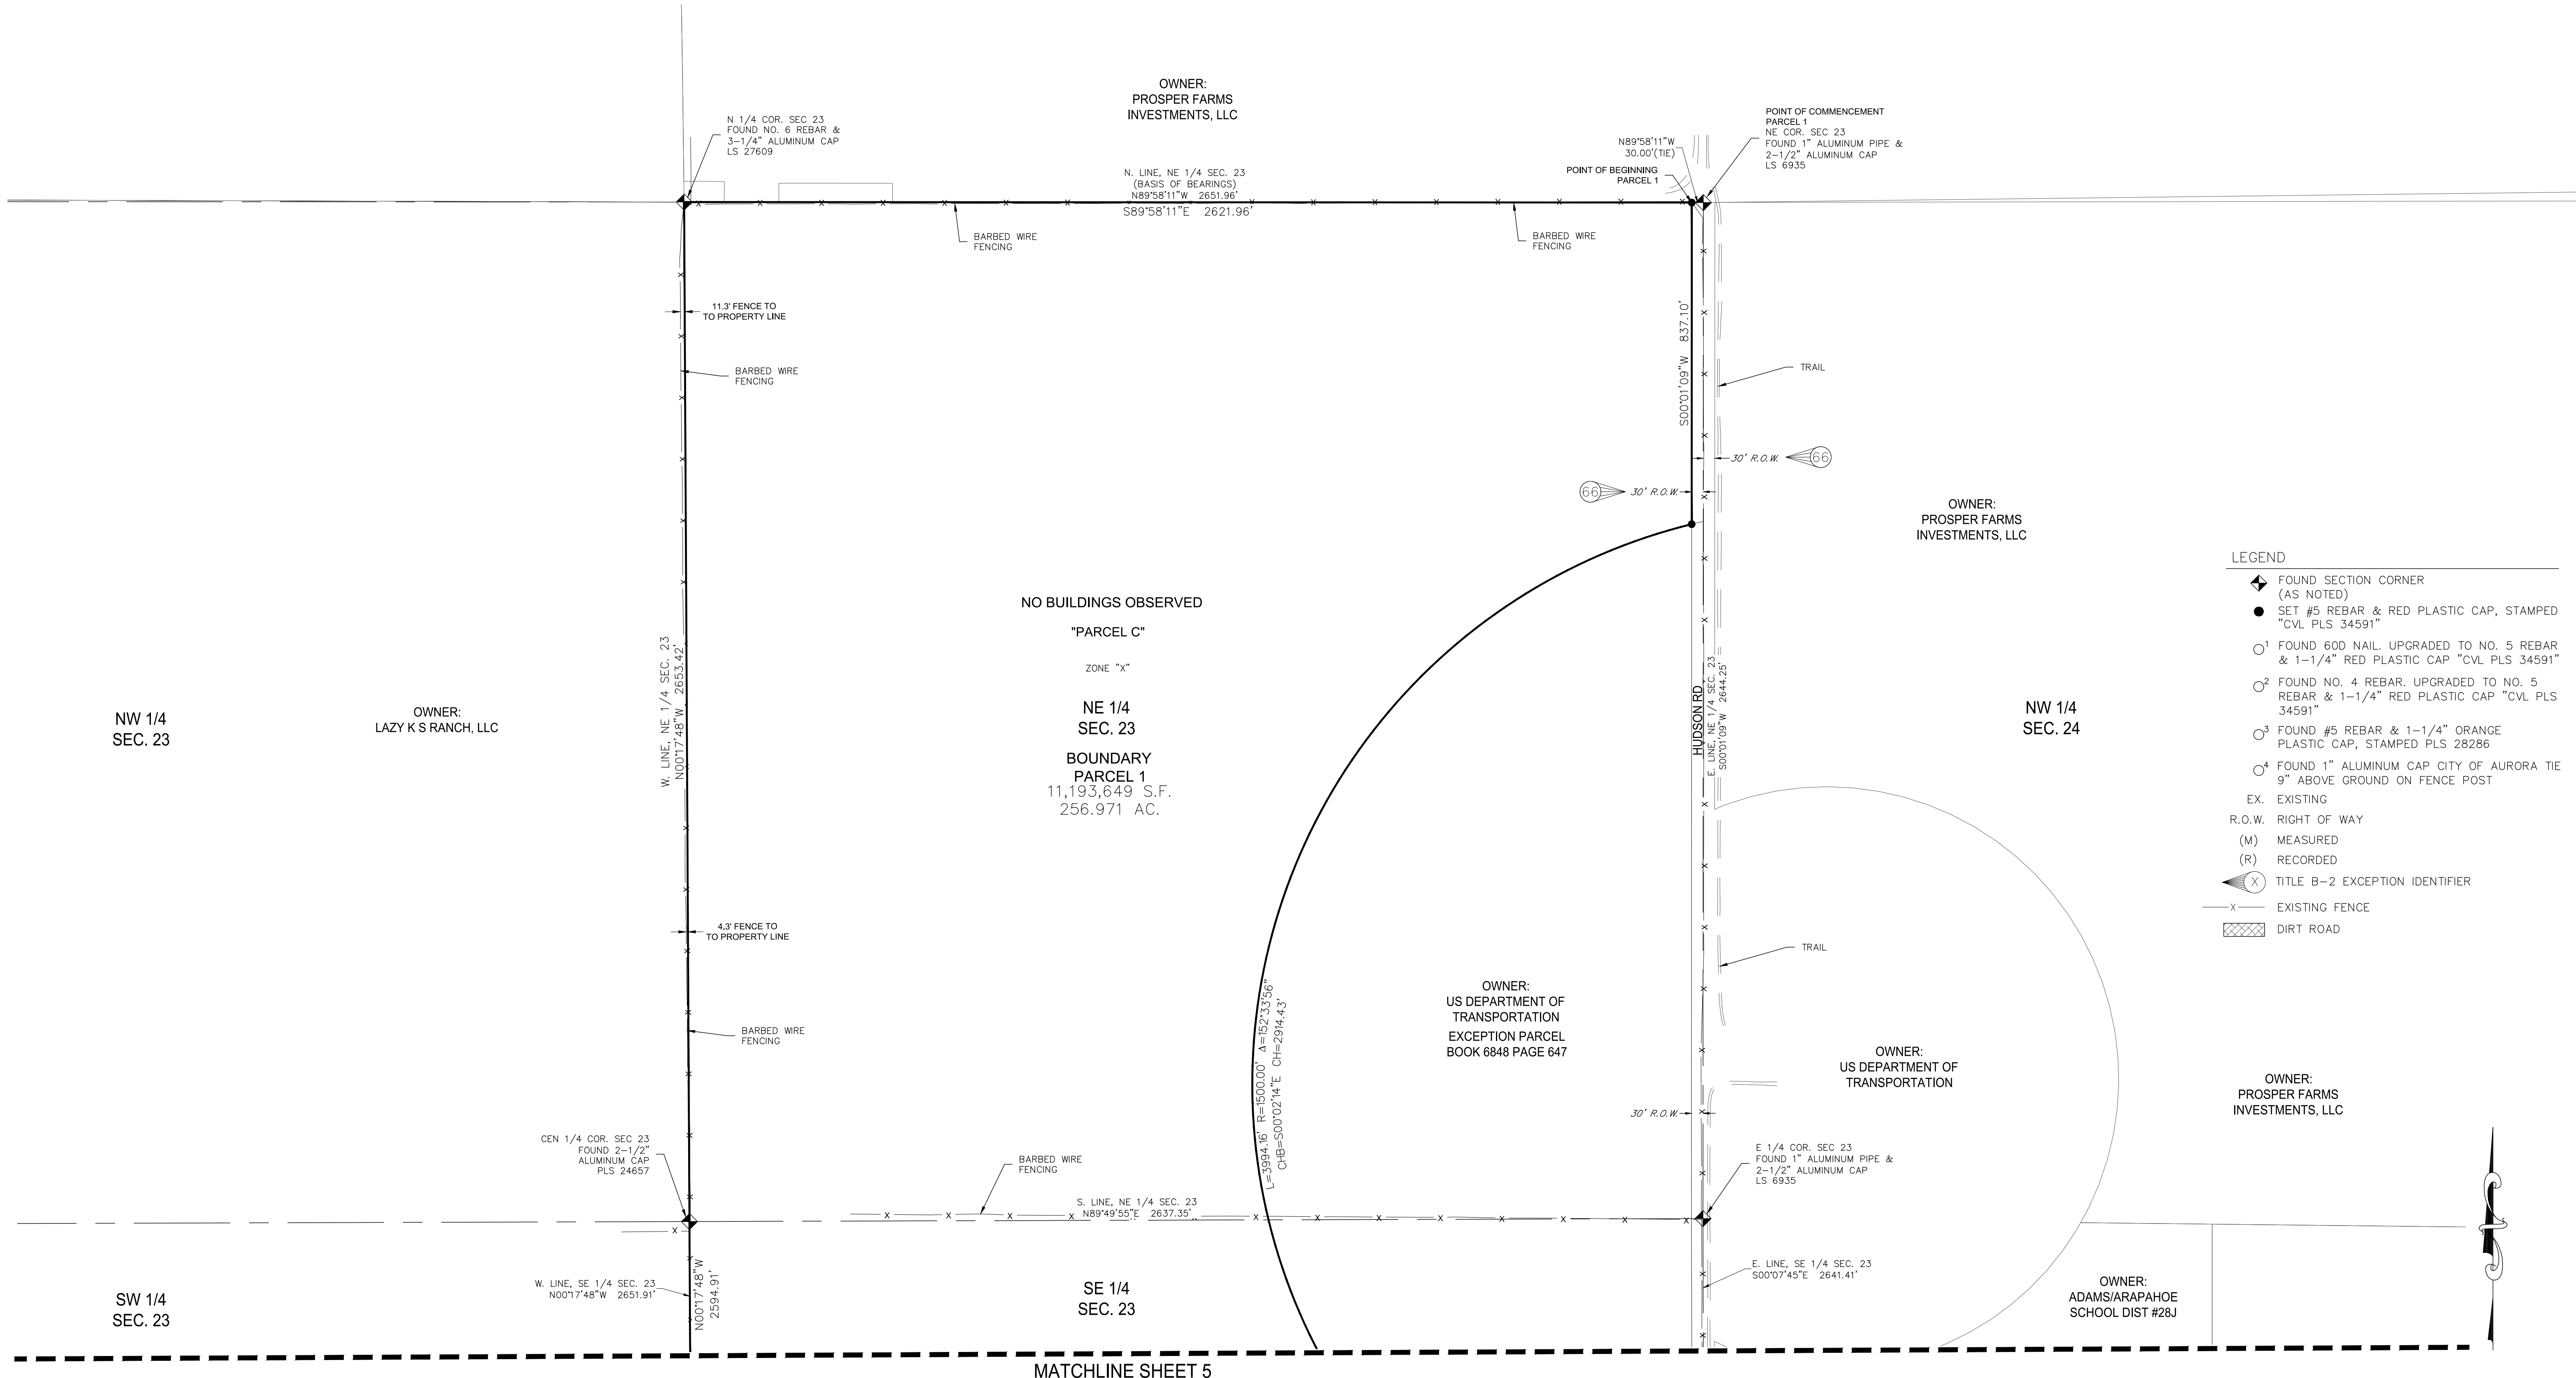 OWNER:
PROSPER FARMS
INVESTMENTS, LLC
N 1/4 COR. SEC 23
FOUND NO. 6 REBAR &
3-1/4" ALUMINUM CAP
LS 27609
N. LINE, NE 1/4 SEC. 23
(BASIS OF BEARINGS)
N89°58'11"W 2651.96'
S89°58'11"E 2621.96'
N89°58'11"W
30.00'(TIE)
POINT OF BEGINNING
PARCEL 1
POINT OF COMMENCEMENT
PARCEL 1
NE COR. SEC 23
FOUND 1" ALUMINUM PIPE &
2-1/2" ALUMINUM CAP
LS 6935
BARBED WIRE
FENCING
BARBED WIRE
FENCING
11.3' FENCE TO
TO PROPERTY LINE
BARBED WIRE
FENCING
S00°01'09"W 837.10'
TRAIL
30' R.O.W.
66
66
30' R.O.W.
OWNER:
PROSPER FARMS
INVESTMENTS, LLC
NO BUILDINGS OBSERVED
"PARCEL C"
ZONE "X"
NE 1/4
SEC. 23
BOUNDARY
PARCEL 1
11,193,649 S.F.
256.971 AC.
W. LINE, NE 1/4 SEC. 23
N00°17'48"W 2653.42'
NW 1/4
SEC. 23
OWNER:
LAZY K S RANCH, LLC
HUDSON RD
E. LINE, NE 1/4 SEC. 23
S00°01'09"W 2644.25'
NW 1/4
SEC. 24
LEGEND
FOUND SECTION CORNER
(AS NOTED)
SET #5 REBAR & RED PLASTIC CAP, STAMPED
"CVL PLS 34591"
1 FOUND 60D NAIL. UPGRADED TO NO. 5 REBAR
& 1-1/4" RED PLASTIC CAP "CVL PLS 34591"
2 FOUND NO. 4 REBAR. UPGRADED TO NO. 5
REBAR & 1-1/4" RED PLASTIC CAP "CVL PLS
34591"
3 FOUND #5 REBAR & 1-1/4" ORANGE
PLASTIC CAP, STAMPED PLS 28286
4 FOUND 1" ALUMINUM CAP CITY OF AURORA TIE
9" ABOVE GROUND ON FENCE POST
EX. EXISTING
R.O.W. RIGHT OF WAY
(M) MEASURED
(R) RECORDED
X TITLE B-2 EXCEPTION IDENTIFIER
X EXISTING FENCE
DIRT ROAD
4.3' FENCE TO
TO PROPERTY LINE
BARBED WIRE
FENCING
L=3994.16' R=1500.00' Δ=152°33'56"
CHB=S00°02'14"E CH=2914.43'
OWNER:
US DEPARTMENT OF
TRANSPORTATION
EXCEPTION PARCEL
BOOK 6848 PAGE 647
TRAIL
OWNER:
US DEPARTMENT OF
TRANSPORTATION
OWNER:
PROSPER FARMS
INVESTMENTS, LLC
30' R.O.W.
CEN 1/4 COR. SEC 23
FOUND 2-1/2"
ALUMINUM CAP
PLS 24657
BARBED WIRE
FENCING
S. LINE, NE 1/4 SEC. 23
N89°49'55"E 2637.35'
E 1/4 COR. SEC 23
FOUND 1" ALUMINUM PIPE &
2-1/2" ALUMINUM CAP
LS 6935
W. LINE, SE 1/4 SEC. 23
N00°17'48"W 2651.91'
N00°17'48"W
2594.91'
E. LINE, SE 1/4 SEC. 23
S00°07'45"E 2641.41'
SW 1/4
SEC. 23
SE 1/4
SEC. 23
OWNER:
ADAMS/ARAPAHOE
SCHOOL DIST #28J
MATCHLINE SHEET 5